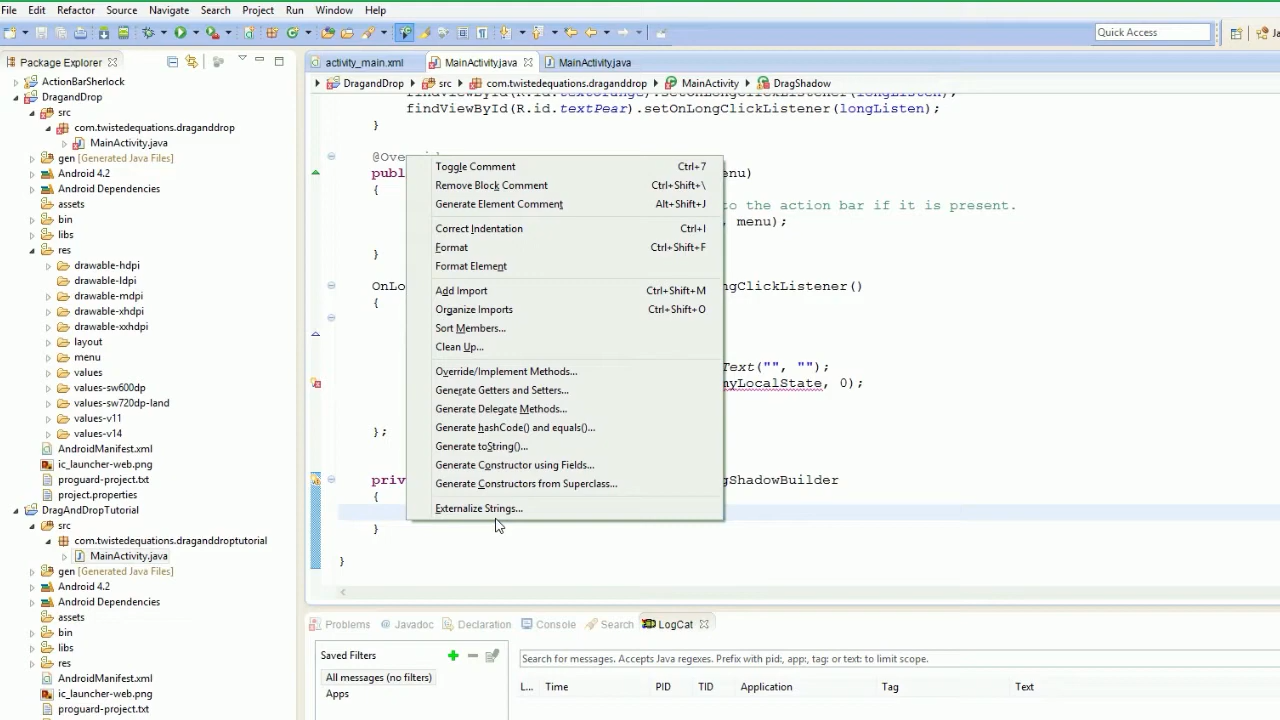 File Edit Refactor Source Navigate Search Project Run Window Help
Quick Access
Package Explorer
ActionBarSherlock
DragandDrop
src
com.twistedequations.draganddrop
MainActivity.java
gen [Generated Java Files]
Android 4.2
Android Dependencies
assets
bin
libs
res
drawable-hdpi
drawable-ldpi
drawable-mdpi
drawable-xhdpi
drawable-xxhdpi
layout
menu
values
values-sw600dp
values-sw720dp-land
values-v11
values-v14
AndroidManifest.xml
ic_launcher-web.png
proguard-project.txt
project.properties
DragAndDropTutorial
src
com.twistedequations.draganddroptutorial
MainActivity.java
gen [Generated Java Files]
Android 4.2
Android Dependencies
assets
bin
libs
res
AndroidManifest.xml
ic_launcher-web.png
proguard-project.txt
activity_main.xml MainActivity.java MainActivity.java
DragandDrop src com.twistedequations.draganddrop MainActivity DragShadow
findViewById(R.id.textOrange).setOnLongClickListener(longListen);
findViewById(R.id.textPear).setOnLongClickListener(longListen);
}
@Over
publ enu)
{
to the action bar if it is present.
, menu);
}
OnLo gClickListener()
{
Text("", "");
myLocalState, 0);
};
priv gShadowBuilder
{
}
}
Toggle Comment Ctrl+7
Remove Block Comment Ctrl+Shift+\
Generate Element Comment Alt+Shift+J
Correct Indentation Ctrl+I
Format Ctrl+Shift+F
Format Element
Add Import Ctrl+Shift+M
Organize Imports Ctrl+Shift+O
Sort Members...
Clean Up...
Override/Implement Methods...
Generate Getters and Setters...
Generate Delegate Methods...
Generate hashCode() and equals()...
Generate toString()...
Generate Constructor using Fields...
Generate Constructors from Superclass...
Externalize Strings...
Problems Javadoc Declaration Console Search LogCat
Saved Filters
All messages (no filters)
Apps
Search for messages. Accepts Java regexes. Prefix with pid:, app:, tag: or text: to limit scope.
L... Time PID TID Application Tag Text